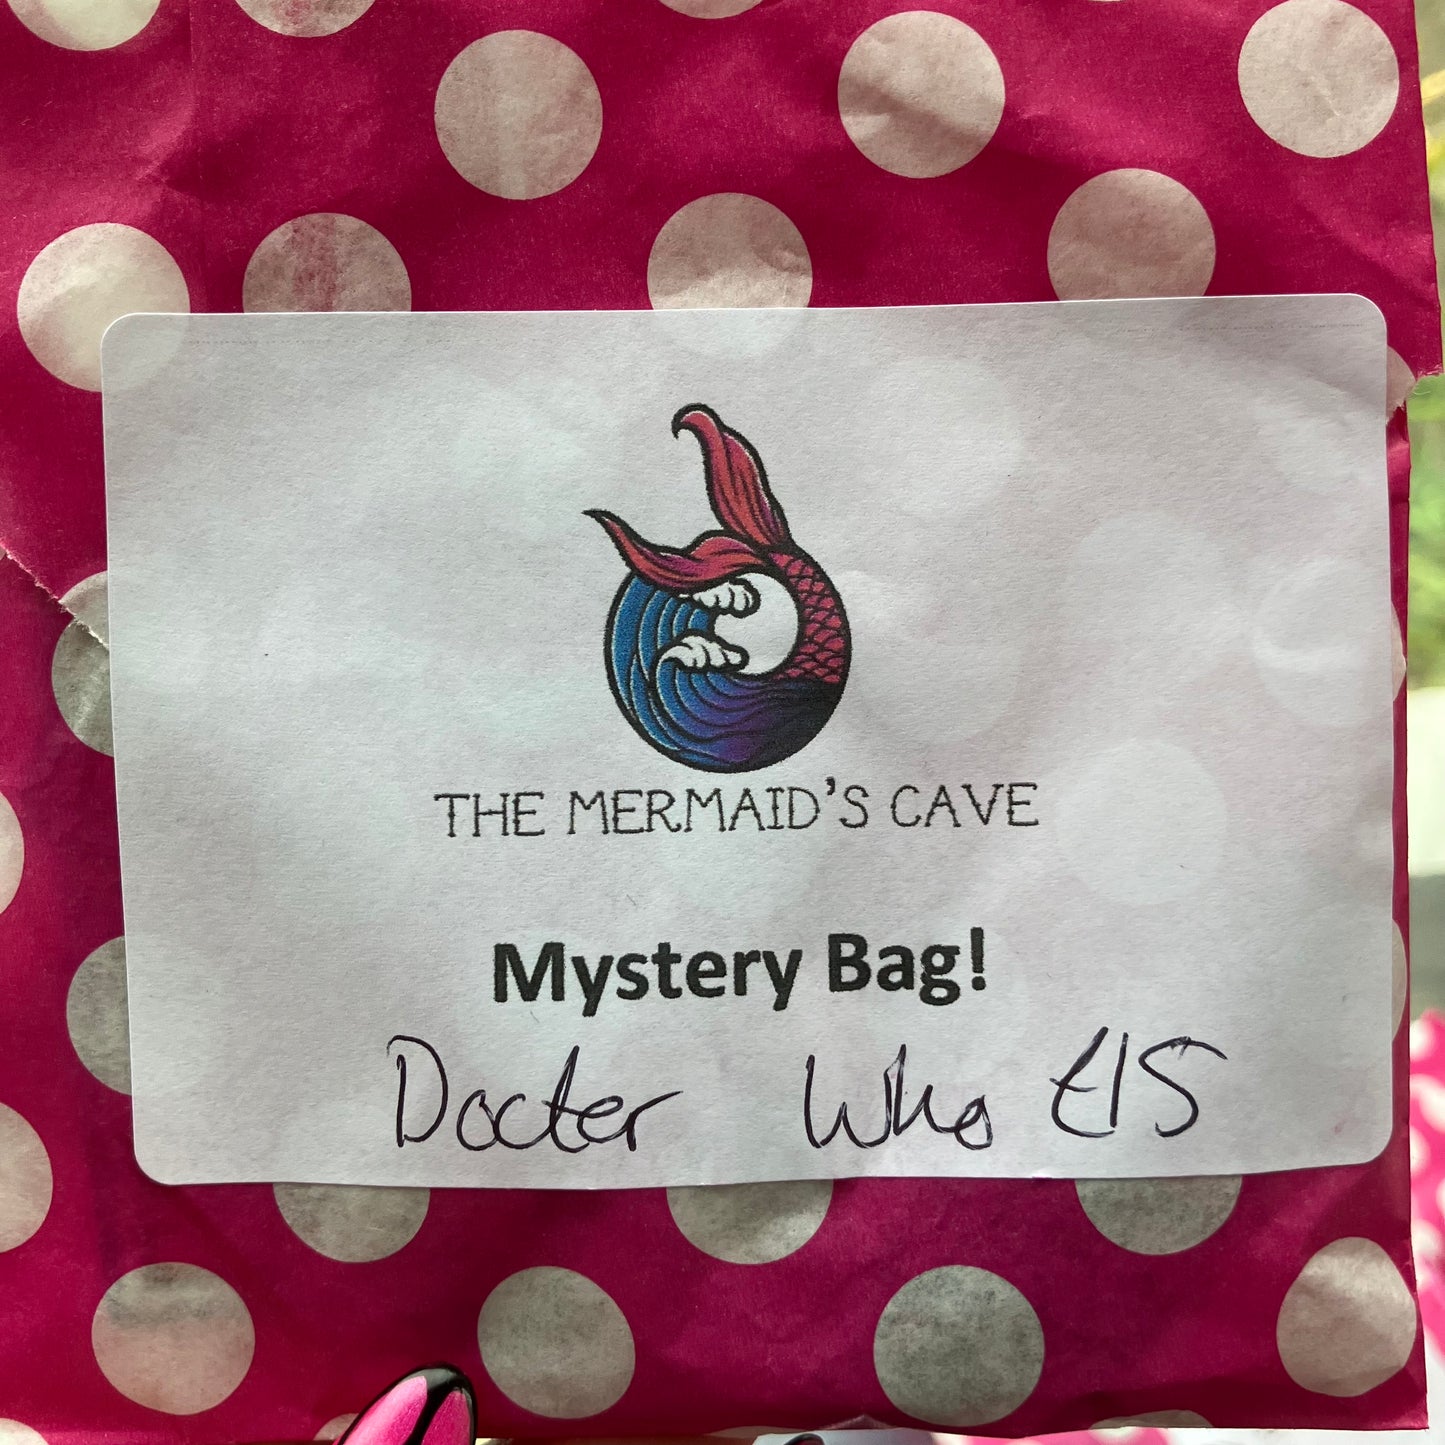 THE MERMAID'S CAVE
Mystery Bag!
Docter Who £15